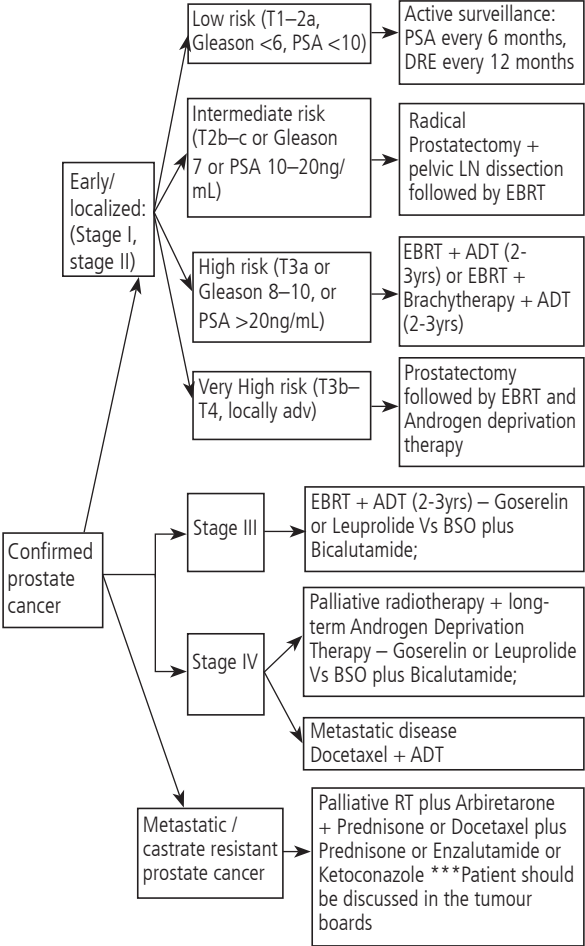 Low risk (T1–2a,
Gleason <6, PSA <10)
Active surveillance:
PSA every 6 months,
DRE every 12 months
Intermediate risk
(T2b–c or Gleason
7 or PSA 10–20ng/
mL)
Radical
Prostatectomy +
pelvic LN dissection
followed by EBRT
Early/
localized:
(Stage I,
stage II)
High risk (T3a or
Gleason 8–10, or
PSA >20ng/mL)
EBRT + ADT (2-
3yrs) or EBRT +
Brachytherapy + ADT
(2-3yrs)
Very High risk (T3b–
T4, locally adv)
Prostatectomy
followed by EBRT and
Androgen deprivation
therapy
Confirmed
prostate
cancer
Stage III
EBRT + ADT (2-3yrs) – Goserelin
or Leuprolide Vs BSO plus
Bicalutamide;
Stage IV
Palliative radiotherapy + long-
term Androgen Deprivation
Therapy – Goserelin or Leuprolide
Vs BSO plus Bicalutamide;
Metastatic disease
Docetaxel + ADT
Metastatic /
castrate resistant
prostate cancer
Palliative RT plus Arbiretarone
+ Prednisone or Docetaxel plus
Prednisone or Enzalutamide or
Ketoconazole ***Patient should
be discussed in the tumour
boards